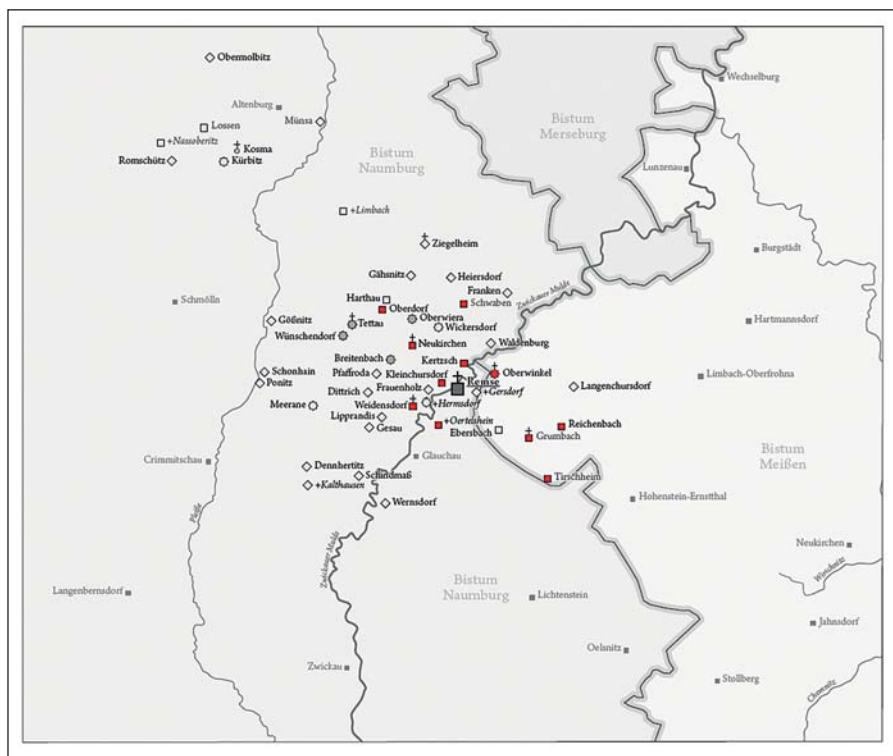 Obermolbitz
Wechselburg
Altenburg
Münsa
Lossen
Bistum
Merseburg
+Nassoberitz
Kosma
Bistum
Naumburg
Romschütz
Kürbitz
Lunzenau
+Limbach
Ziegelheim
Burgstädt
Gähsnitz
Heiersdorf
Franken
Zwickauer Mulde
Schmölln
Harthau
Schwaben
Oberdorf
Gößnitz
Tettau
Oberwiera
Hartmannsdorf
Wünschendorf
Wickersdorf
Neukirchen
Waldenburg
Breitenbach
Kertzsch
Schonhain
Pfaffroda
Oberwinkel
Limbach-Oberfrohna
Ponitz
Kleinchursdorf
Remse
Langenchursdorf
Dittrich
Frauenholz
+Gersdorf
Meerane
Weidensdorf
+Hermsdorf
Lipprandis
+Oertelshein
Reichenbach
Gesau
Ebersbach
Grumbach
Bistum
Meißen
Crimmitschau
Glauchau
Dennhertitz
Schindmaß
Tirschheim
+Kalthausen
Hohenstein-Ernstthal
Wernsdorf
Pleiße
Neukirchen
Zwickauer Mulde
Würschnitz
Bistum
Naumburg
Langenbernsdorf
Lichtenstein
Jahnsdorf
Oelsnitz
Zwickau
Stollberg
Chemnitz